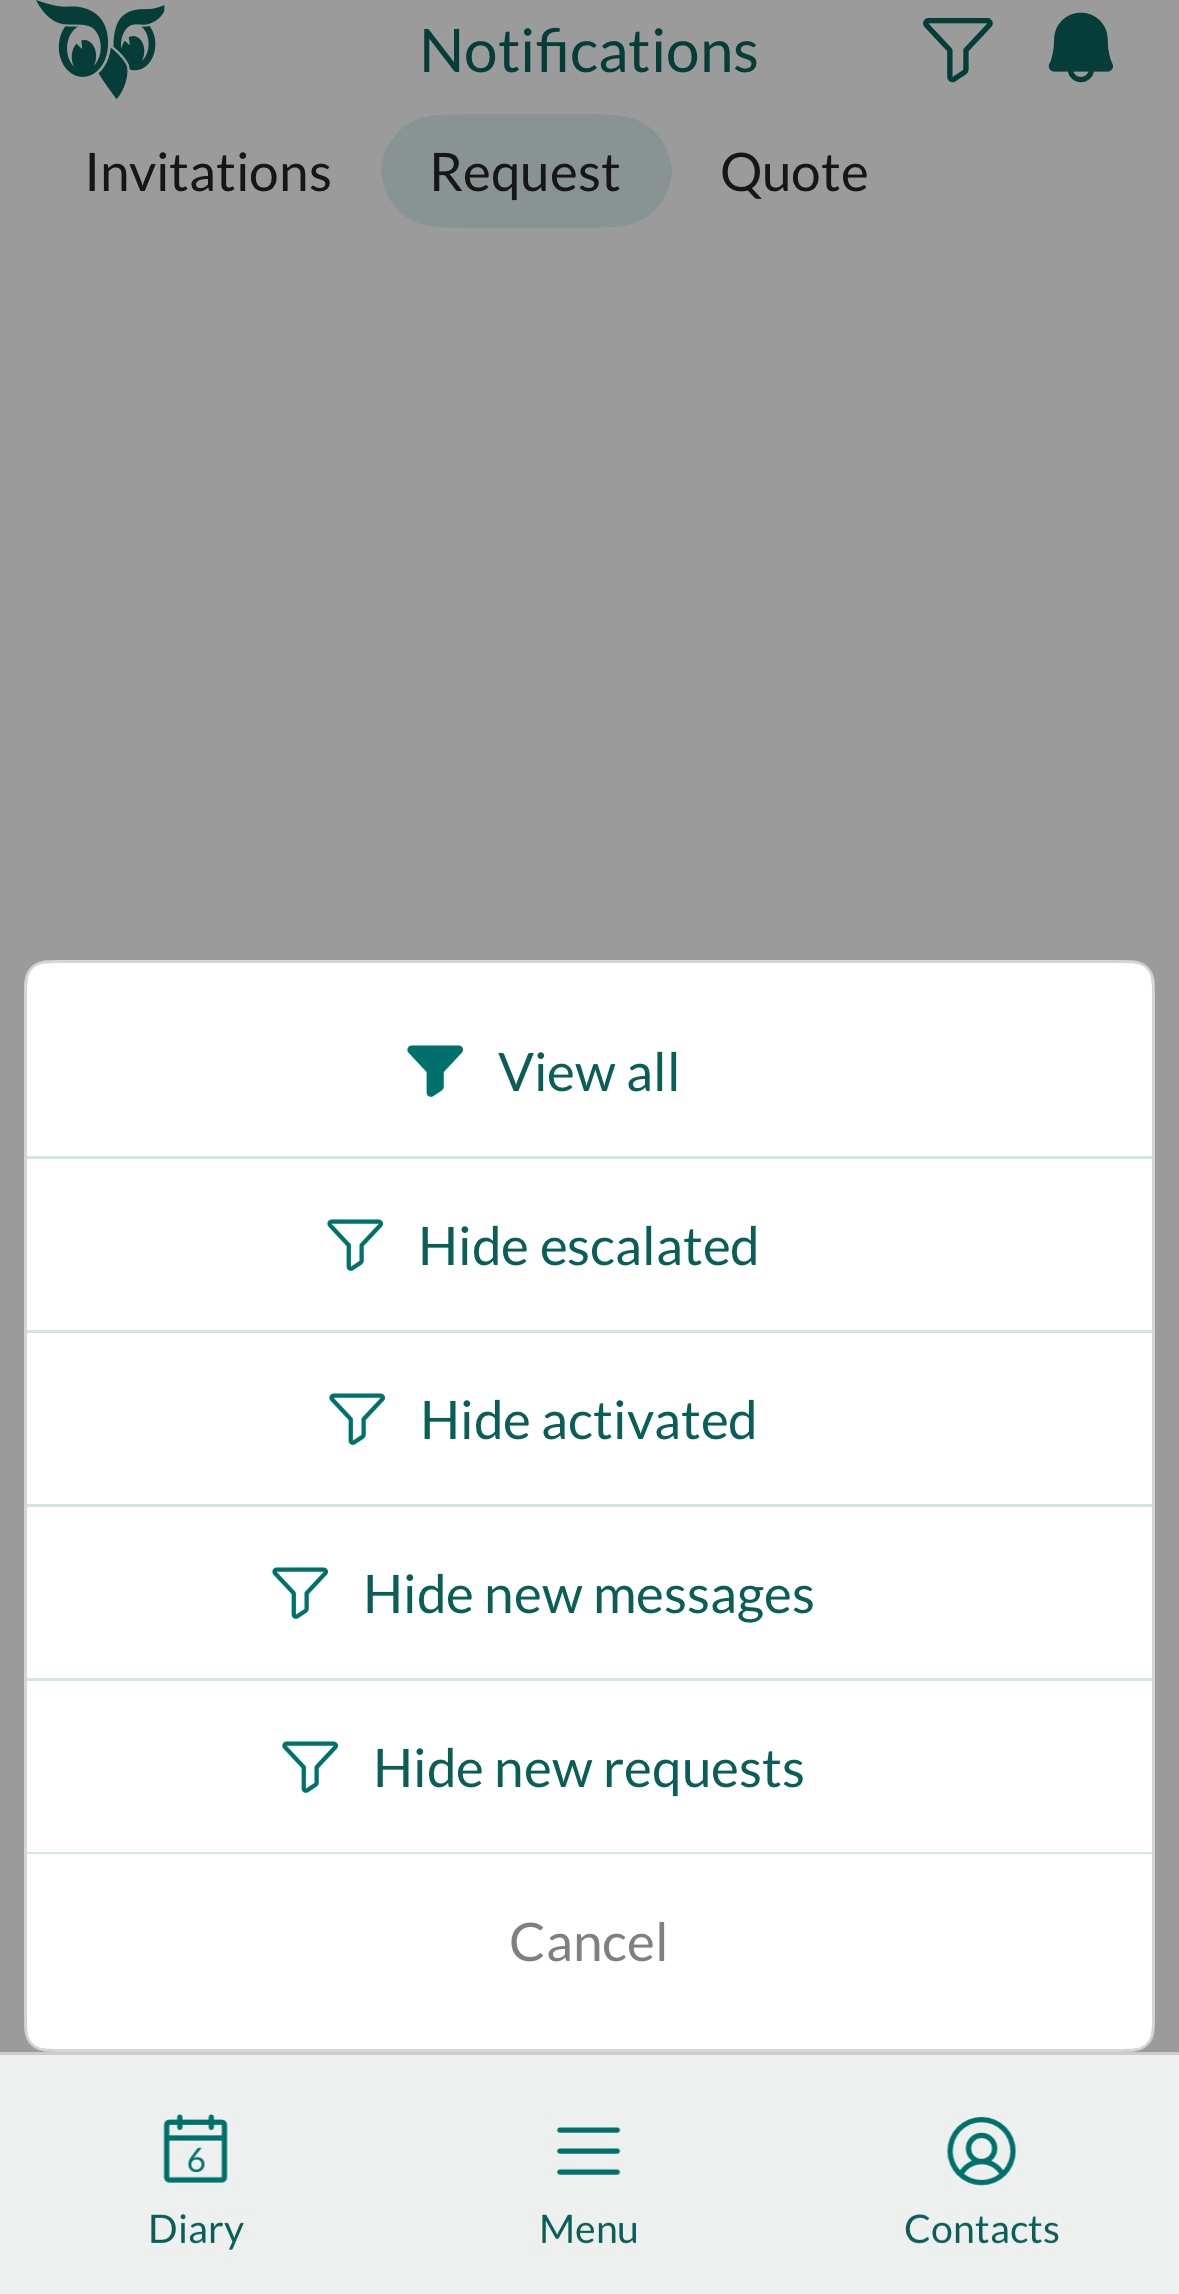 Notifications
Invitations Request Quote
View all
Hide escalated
Hide activated
Hide new messages
Hide new requests
Cancel
6
Diary Menu Contacts